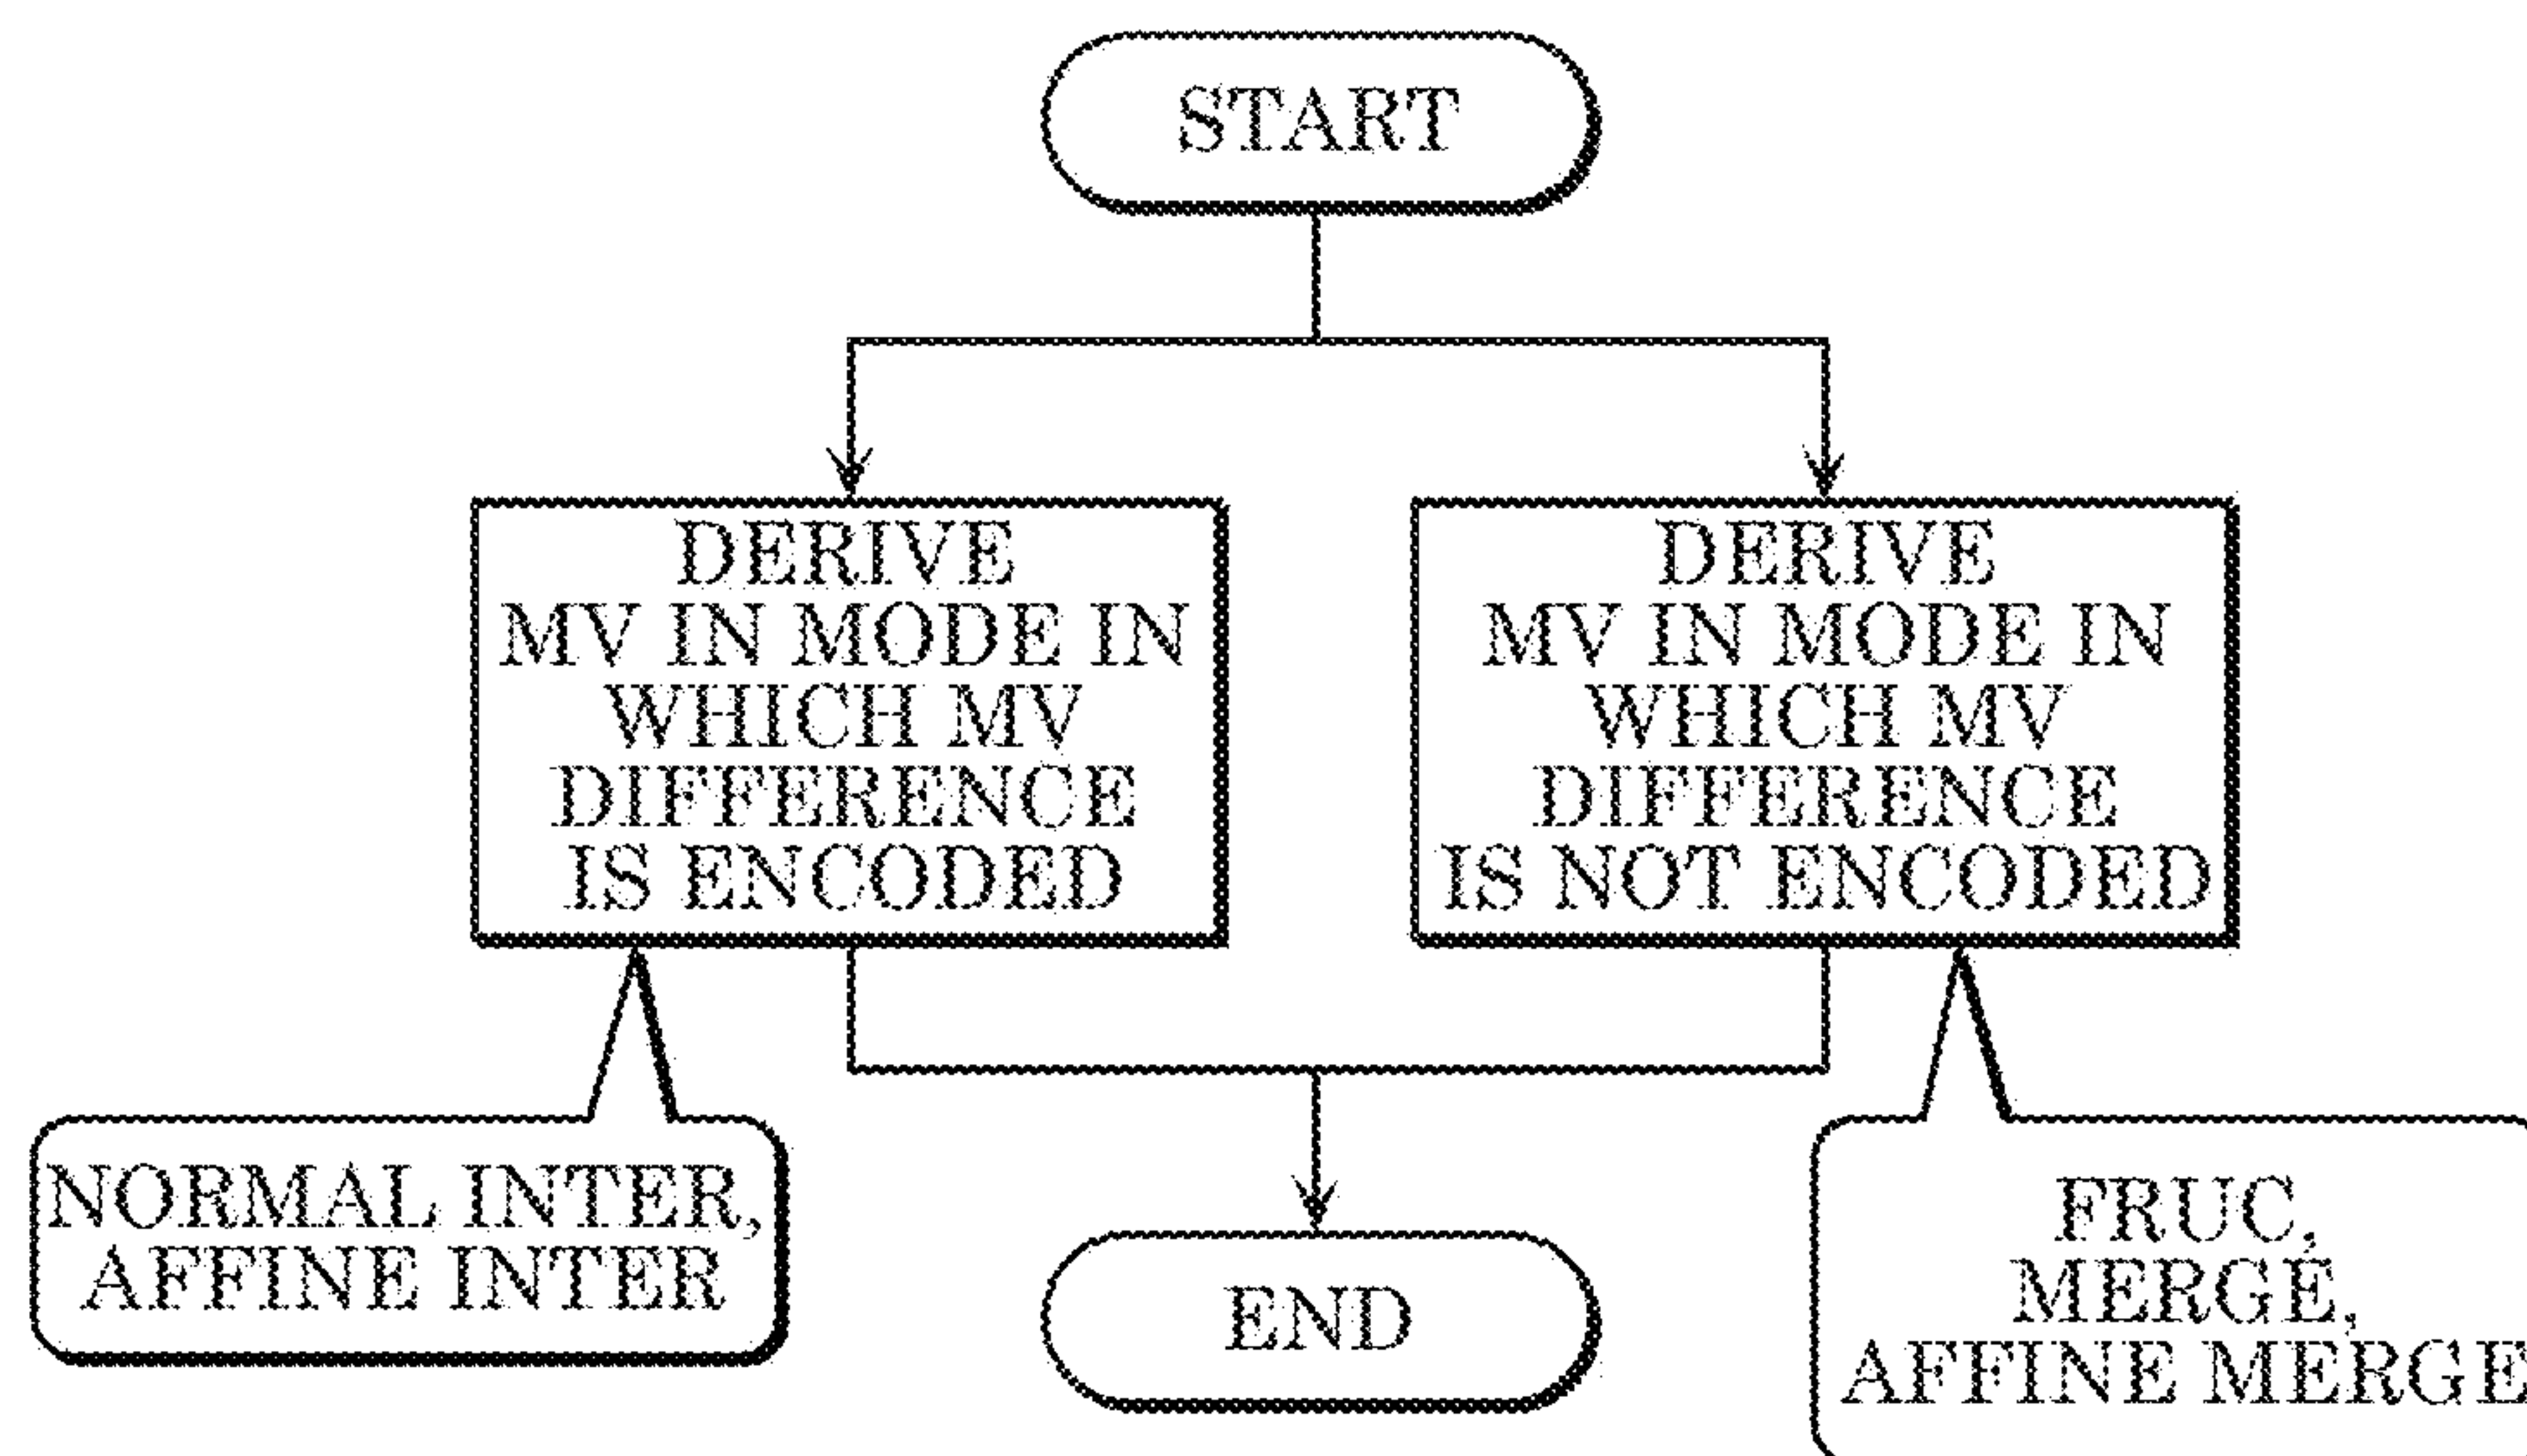 START
DERIVE
MV IN MODE IN
WHICH MV
DIFFERENCE
IS ENCODED
DERIVE
MV IN MODE IN
WHICH MV
DIFFERENCE
IS NOT ENCODED
NORMAL INTER,
AFFINE INTER
END
FRUC,
MERGE,
AFFINE MERGE